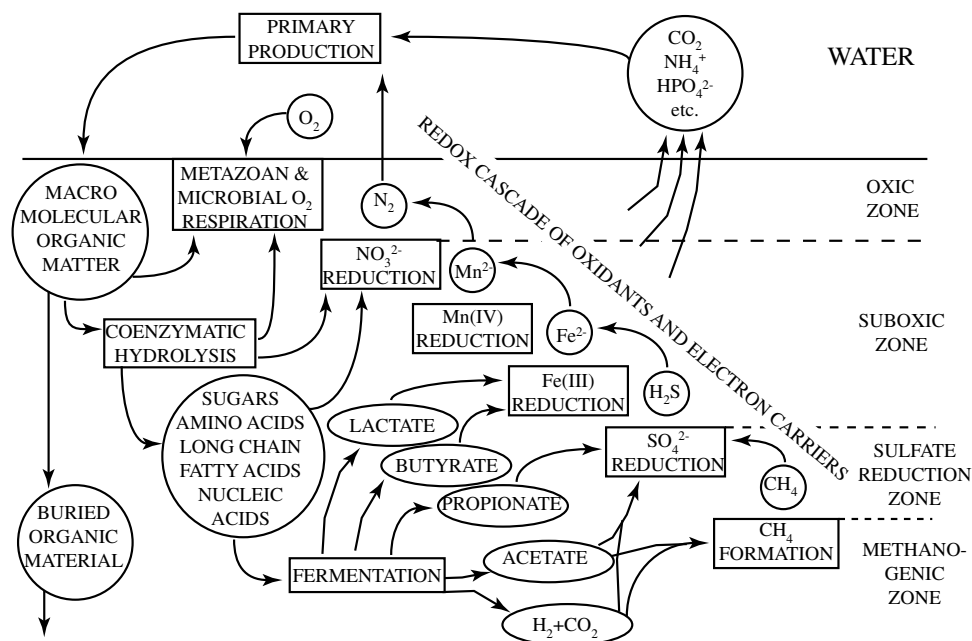 PRIMARY
PRODUCTION
CO₂
NH₄⁺
HPO₄²⁻
etc.
WATER
O₂
MACRO
MOLECULAR
ORGANIC
MATTER
METAZOAN &
MICROBIAL O₂
RESPIRATION
N₂
REDOX CASCADE OF OXIDANTS AND ELECTRON CARRIERS
OXIC
ZONE
NO₃²⁻
REDUCTION
Mn²⁻
Mn(IV)
REDUCTION
Fe²⁻
SUBOXIC
ZONE
COENZYMATIC
HYDROLYSIS
Fe(III)
REDUCTION
H₂S
SUGARS
AMINO ACIDS
LONG CHAIN
FATTY ACIDS
NUCLEIC
ACIDS
LACTATE
BUTYRATE
PROPIONATE
SO₄²⁻
REDUCTION
CH₄
SULFATE
REDUCTION
ZONE
BURIED
ORGANIC
MATERIAL
FERMENTATION
ACETATE
H₂+CO₂
CH₄
FORMATION
METHANO-
GENIC
ZONE